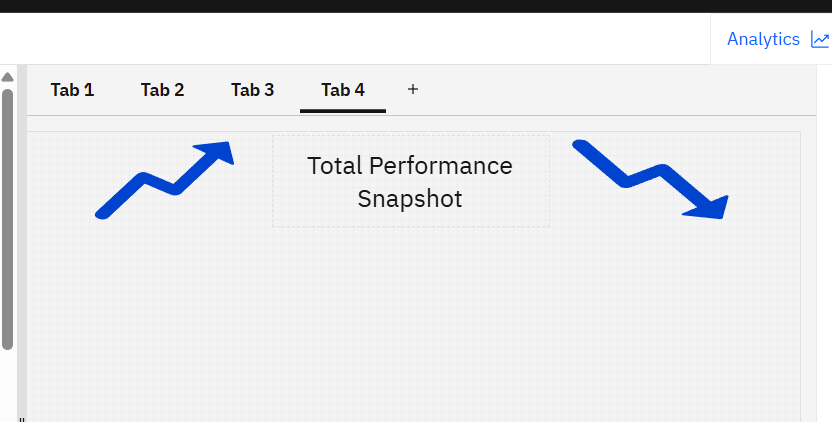 Analytics
Tab 1 Tab 2 Tab 3 Tab 4 +
Total Performance
Snapshot